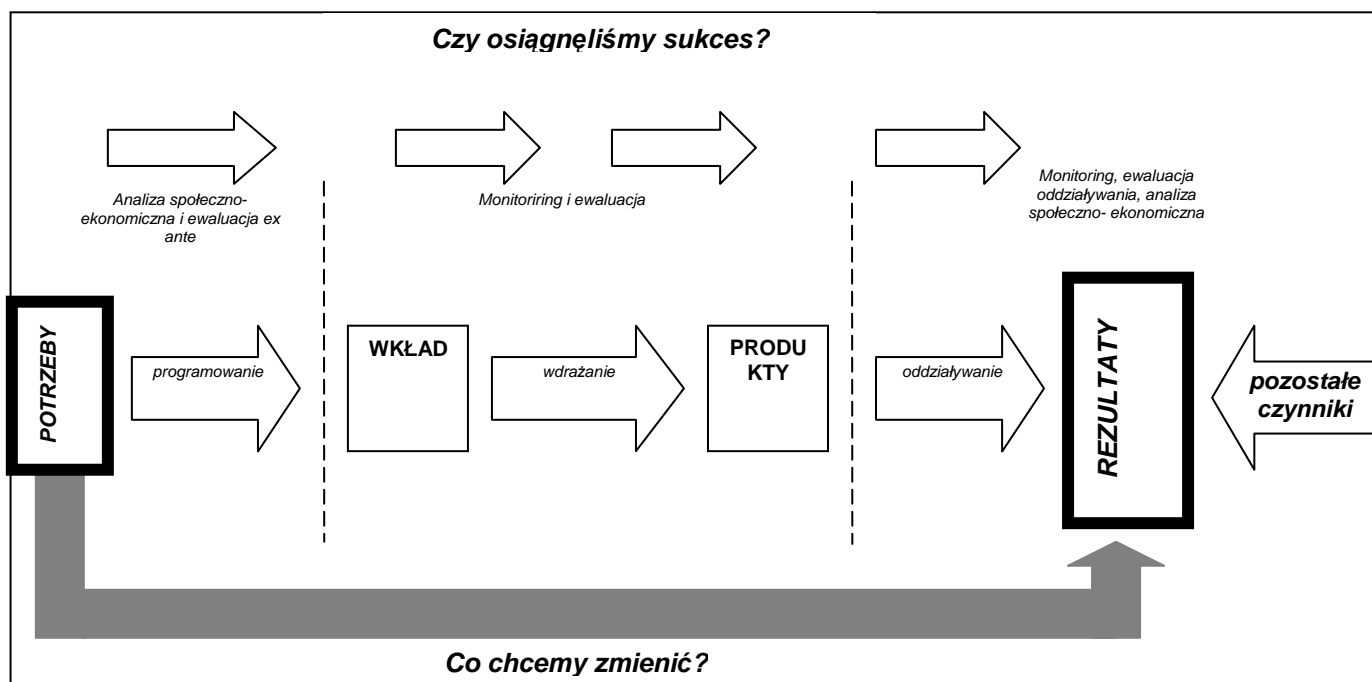 Czy osiągnęliśmy sukces?
Analiza społeczno-
ekonomiczna i ewaluacja ex
ante
Monitoriring i ewaluacja
Monitoring, ewaluacja
oddziaływania, analiza
społeczno- ekonomiczna
POTRZEBY
programowanie
WKŁAD
wdrażanie
PRODU
KTY
oddziaływanie
REZULTATY
pozostałe
czynniki
Co chcemy zmienić?